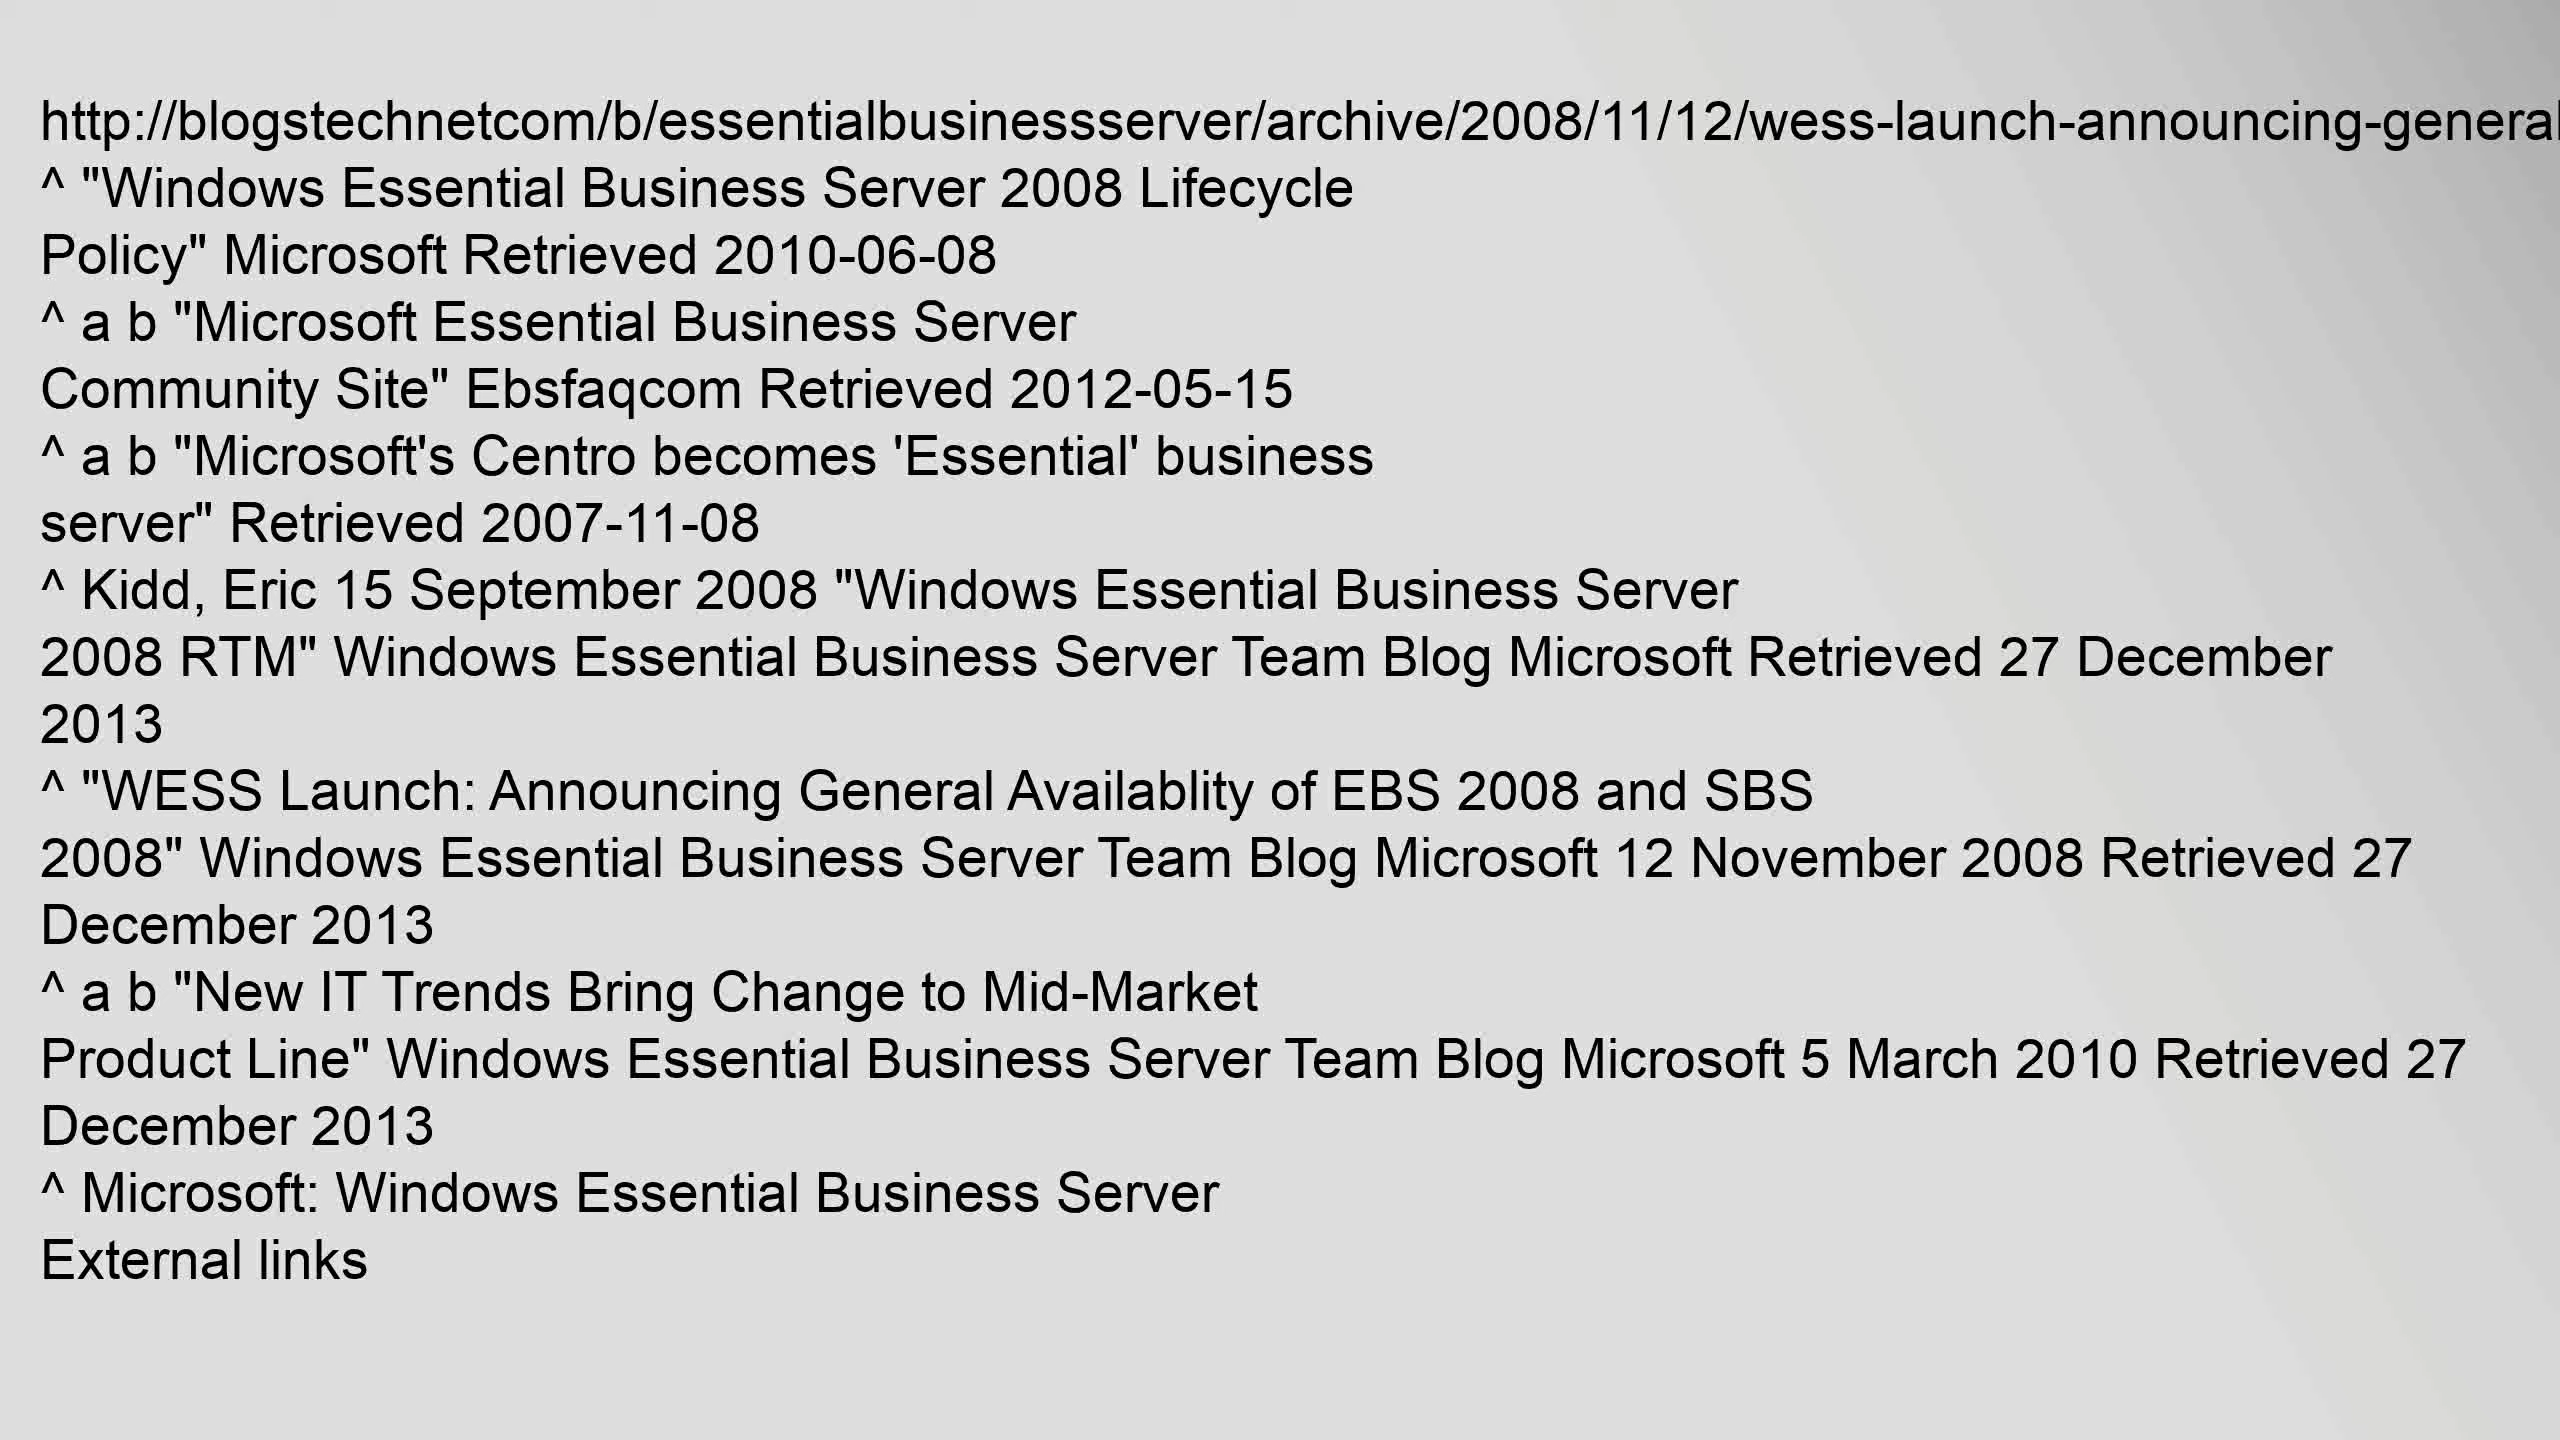 http://blogstechnetcom/b/essentialbusinessserver/archive/2008/11/12/wess-launch-announcing-general
^ "Windows Essential Business Server 2008 Lifecycle
Policy" Microsoft Retrieved 2010-06-08
^ a b "Microsoft Essential Business Server
Community Site" Ebsfaqcom Retrieved 2012-05-15
^ a b "Microsoft's Centro becomes 'Essential' business
server" Retrieved 2007-11-08
^ Kidd, Eric 15 September 2008 "Windows Essential Business Server
2008 RTM" Windows Essential Business Server Team Blog Microsoft Retrieved 27 December
2013
^ "WESS Launch: Announcing General Availablity of EBS 2008 and SBS
2008" Windows Essential Business Server Team Blog Microsoft 12 November 2008 Retrieved 27
December 2013
^ a b "New IT Trends Bring Change to Mid-Market
Product Line" Windows Essential Business Server Team Blog Microsoft 5 March 2010 Retrieved 27
December 2013
^ Microsoft: Windows Essential Business Server
External links